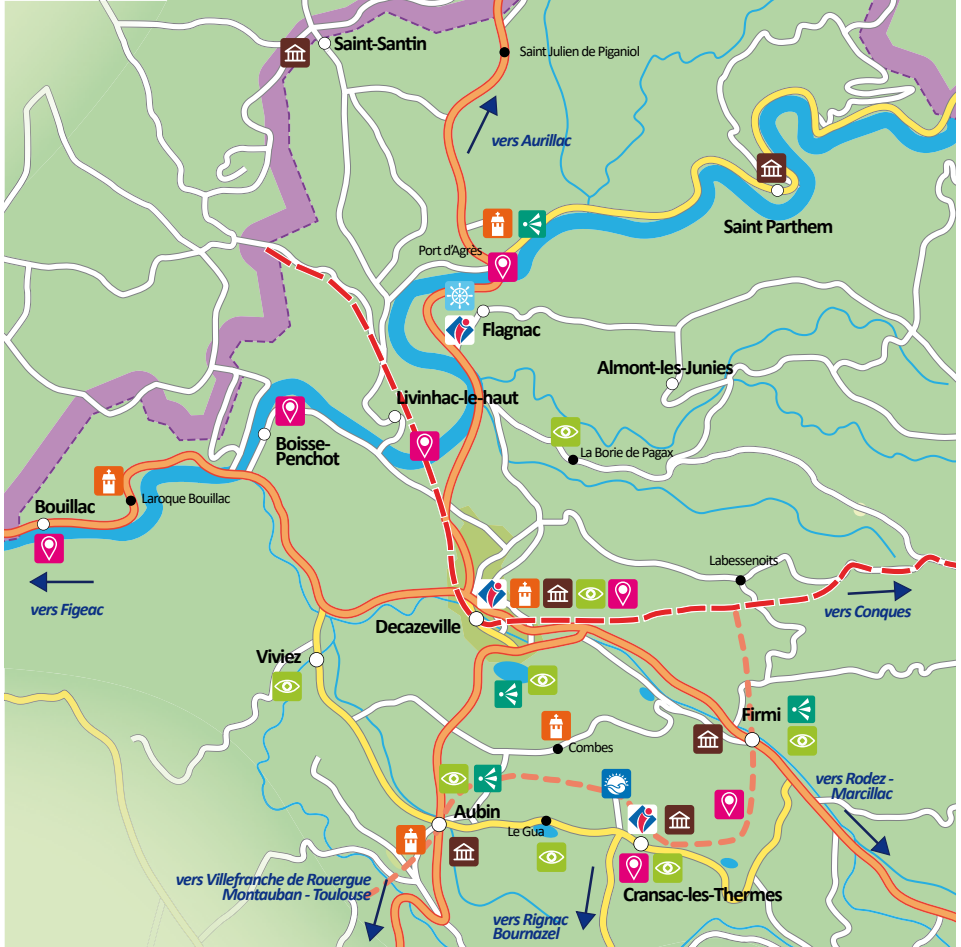 Saint-Santin
Saint Julien de Piganiol
vers Aurillac
Saint Parthem
Port d'Agrès
Flagnac
Almont-les-Junies
Livinhac-le-haut
Boisse-
Penchot
La Borie de Pagax
Laroque Bouillac
Bouillac
vers Figeac
Labessenoits
vers Conques
Decazeville
Viviez
Firmi
Combes
vers Rodez -
Marcillac
Aubin
Le Gua
vers Villefranche de Rouergue
Montauban - Toulouse
Cransac-les-Thermes
vers Rignac
Bournazel